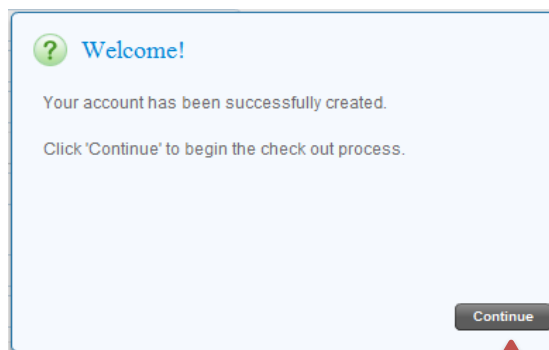 ?
Welcome!
Your account has been successfully created.
Click 'Continue' to begin the check out process.
Continue